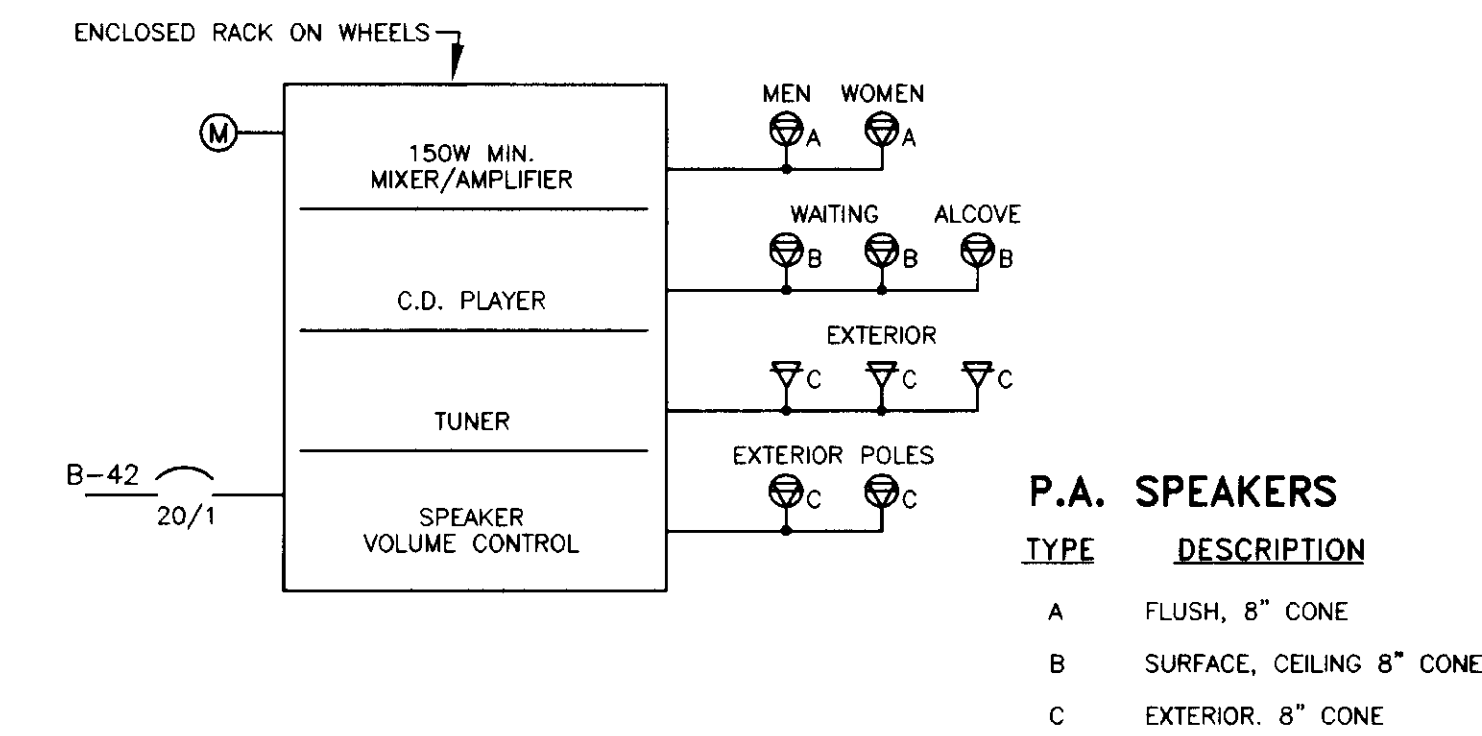 ENCLOSED RACK ON WHEELS
M
150W MIN.
MIXER/AMPLIFIER
C.D. PLAYER
TUNER
SPEAKER
VOLUME CONTROL
B-42
20/1
MEN WOMEN
A A
WAITING ALCOVE
B B B
EXTERIOR
C C C
EXTERIOR POLES
C C
P.A. SPEAKERS
TYPE DESCRIPTION
A FLUSH, 8" CONE
B SURFACE, CEILING 8" CONE
C EXTERIOR. 8" CONE